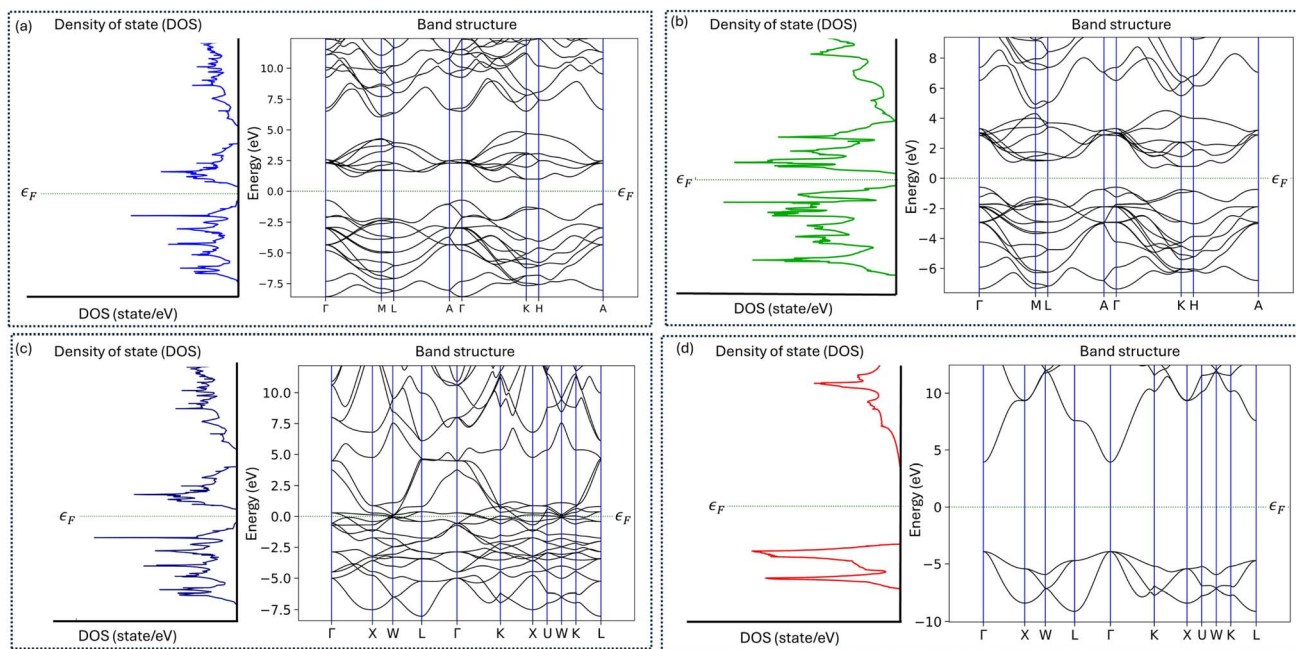 (a)
Density of state (DOS)
Band structure
10.0
7.5
5.0
2.5
0.0
−2.5
−5.0
−7.5
Energy (eV)
ϵF
ϵF
Γ M L A Γ K H A
DOS (state/eV)
(b)
Density of state (DOS)
Band structure
8
6
4
2
0
−2
−4
−6
Energy (eV)
ϵF
ϵF
Γ M L A Γ K H A
DOS (state/eV)
(c)
Density of state (DOS)
Band structure
10.0
7.5
5.0
2.5
0.0
−2.5
−5.0
−7.5
Energy (eV)
ϵF
ϵF
Γ X W L Γ K X U W K L
DOS (state/eV)
(d)
Density of state (DOS)
Band structure
10
5
0
−5
−10
Energy (eV)
ϵF
ϵF
Γ X W L Γ K X U W K L
DOS (state/eV)